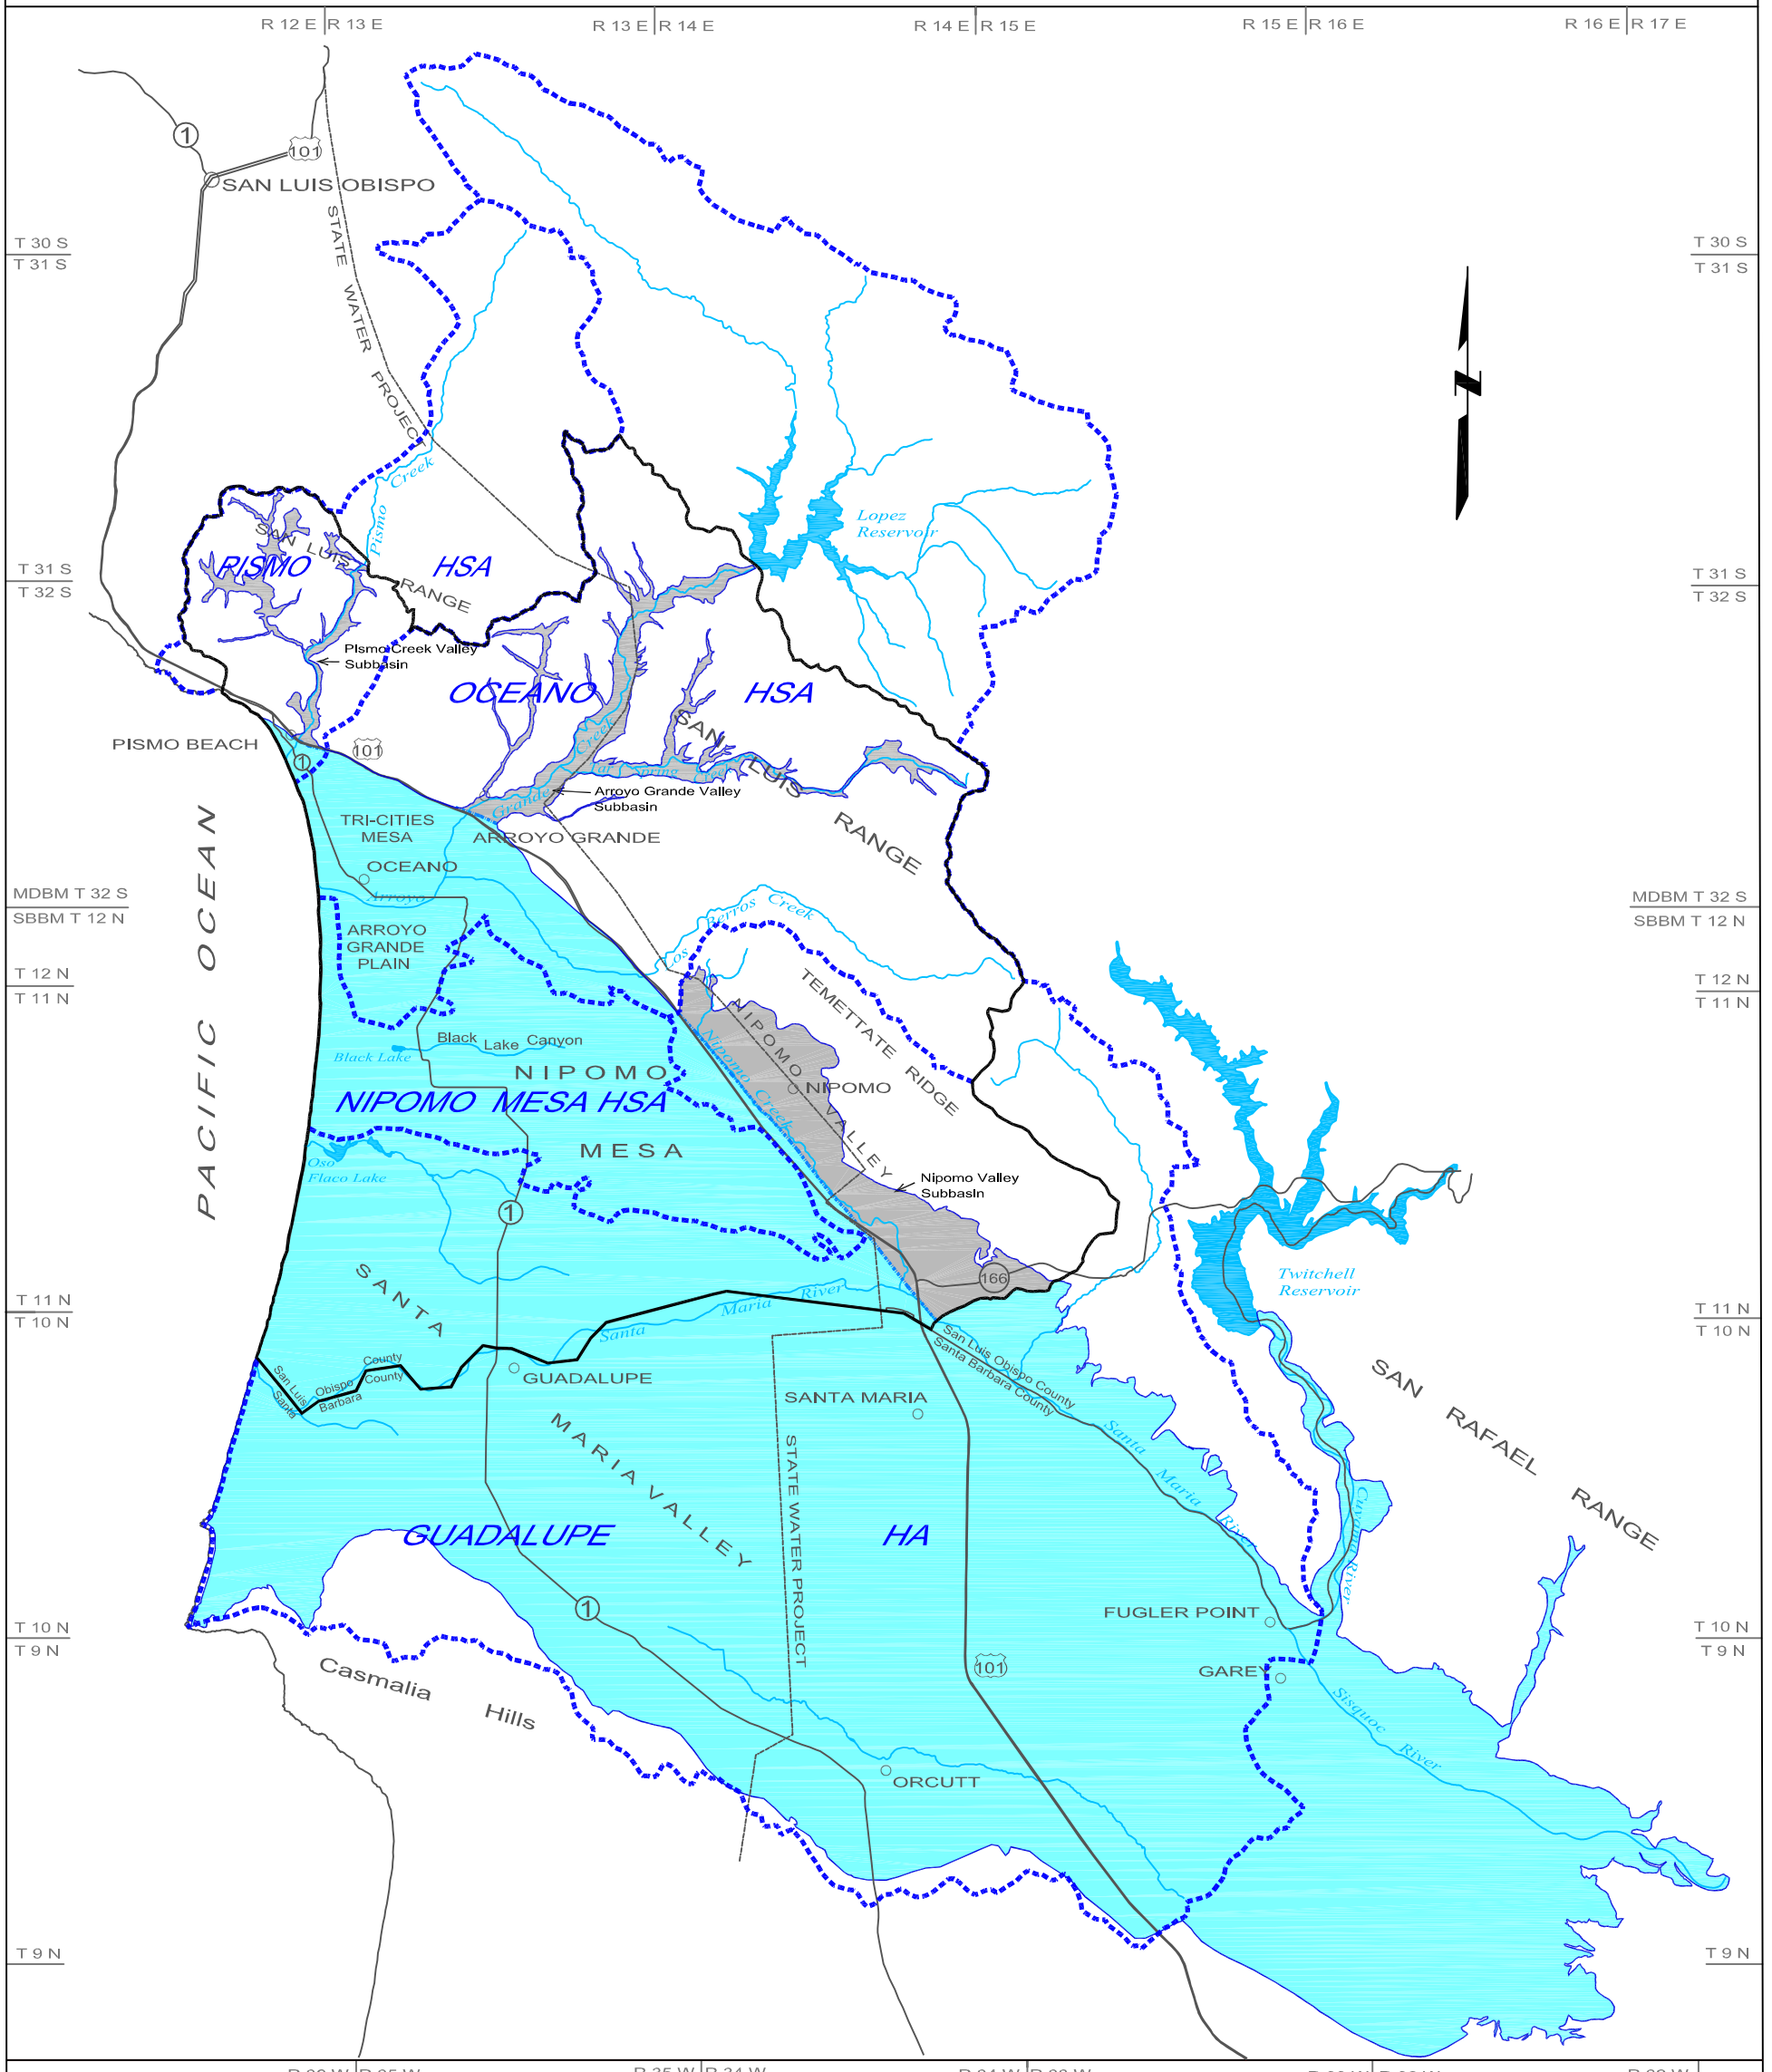 R 12 E R 13 E
R 13 E R 14 E
R 14 E R 15 E
R 15 E R 16 E
R 16 E R 17 E
1
101
SAN LUIS OBISPO
STATE WATER PROJECT
T 30 S
T 31 S
T 30 S
T 31 S
Pismo Creek
Lopez
Reservoir
SAN LUIS RANGE
PISMO HSA
T 31 S
T 32 S
T 31 S
T 32 S
PIsmo Creek Valley
Subbasin
OCEANO HSA
SAN LUIS RANGE
PISMO BEACH
101
1
Tar Spring Creek
Arroyo Grande Valley
Subbasin
Arroyo Grande Creek
TRI-CITIES
MESA
ARROYO GRANDE
OCEANO
PACIFIC OCEAN
MDBM T 32 S
SBBM T 12 N
MDBM T 32 S
SBBM T 12 N
Los Berros Creek
ARROYO
GRANDE
PLAIN
T 12 N
T 11 N
T 12 N
T 11 N
TEMETTATE RIDGE
NIPOMO VALLEY
Nipomo Creek
Black Lake Canyon
Black Lake
NIPOMO
NIPOMO
NIPOMO MESA HSA
MESA
Oso
Flaco Lake
Nipomo Valley
SubbasIn
1
166
Twitchell
Reservoir
SANTA
Santa Maria River
T 11 N
T 10 N
T 11 N
T 10 N
San Luis Obispo County
Santa Barbara County
San Luis Obispo County
Santa Barbara County
GUADALUPE
SANTA MARIA
SAN RAFAEL RANGE
MARIA VALLEY
STATE WATER PROJECT
Santa Maria River
Cuyama River
GUADALUPE HA
1
FUGLER POINT
T 10 N
T 9 N
T 10 N
T 9 N
101
GAREY
Casmalia Hills
Sisquoc River
ORCUTT
T 9 N
T 9 N